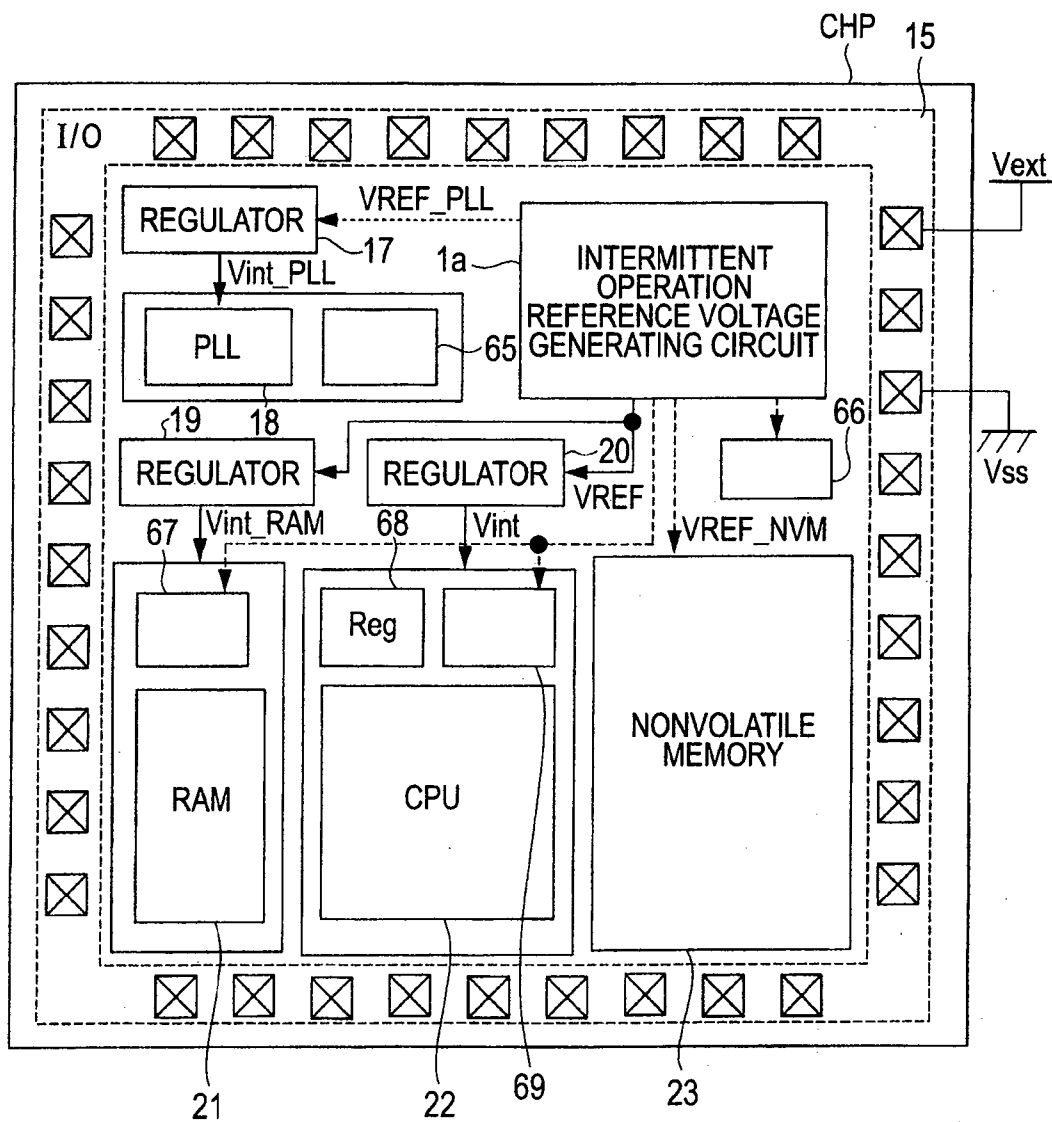 CHP
15
I/O
Vext
VREF_PLL
REGULATOR
17
1a
INTERMITTENT
OPERATION
REFERENCE VOLTAGE
GENERATING CIRCUIT
Vint_PLL
PLL
65
18
19
66
20
REGULATOR
REGULATOR
VREF
Vss
67
Vint_RAM
68
Vint
VREF_NVM
Reg
NONVOLATILE
MEMORY
RAM
CPU
21
22
69
23